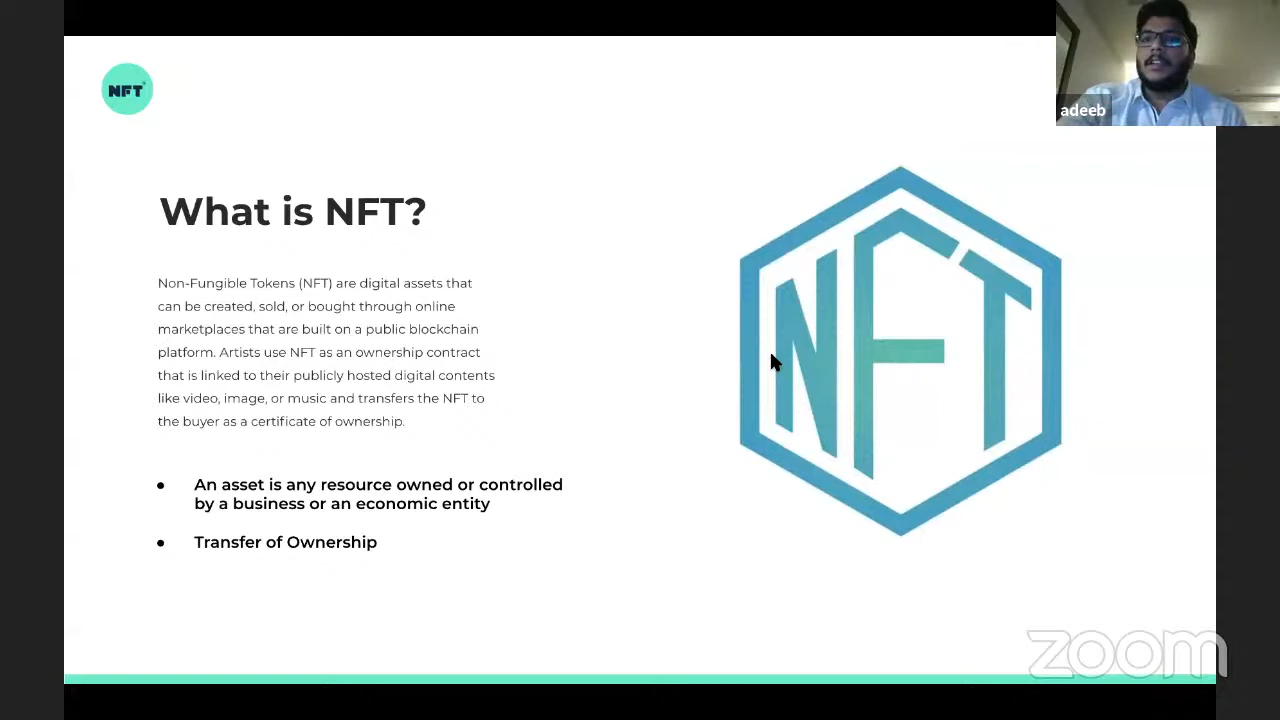 NFT
adeeb
What is NFT?
Non-Fungible Tokens (NFT) are digital assets that
can be created, sold, or bought through online
marketplaces that are built on a public blockchain
platform. Artists use NFT as an ownership contract
that is linked to their publicly hosted digital contents
like video, image, or music and transfers the NFT to
the buyer as a certificate of ownership.
● An asset is any resource owned or controlled
by a business or an economic entity
● Transfer of Ownership
NFT
zoom